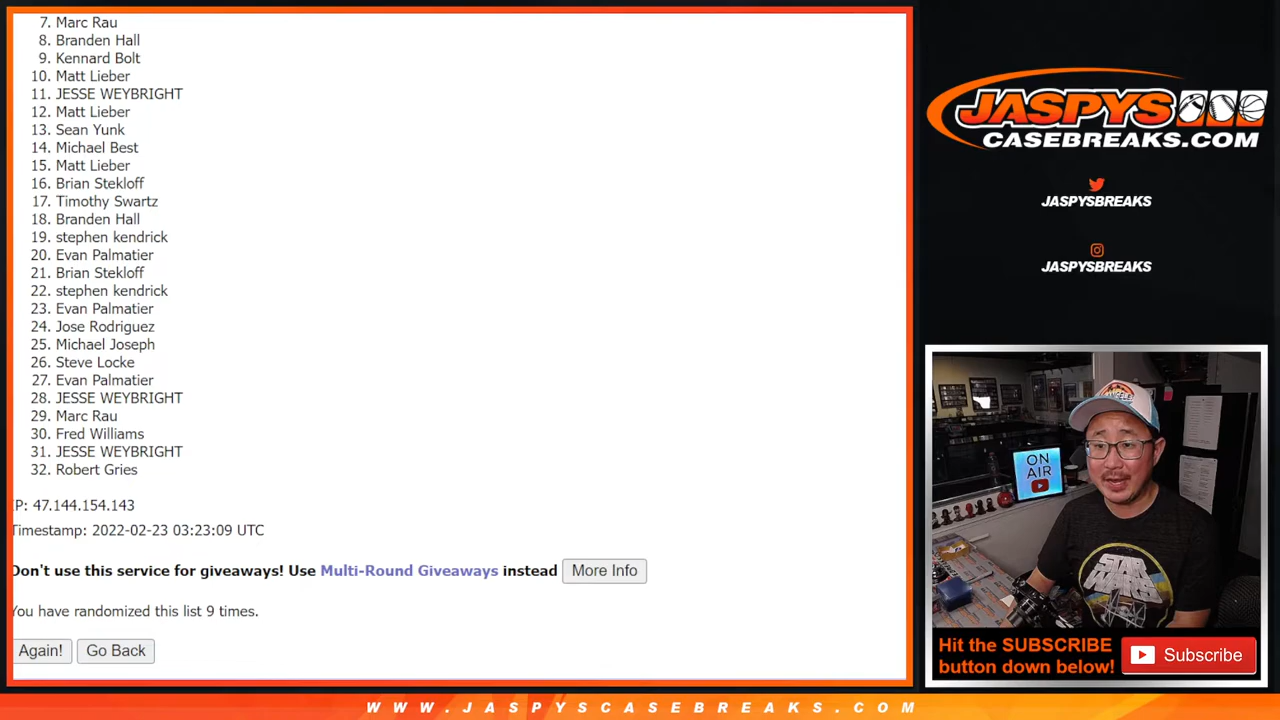 7. Marc Rau
8. Branden Hall
9. Kennard Bolt
10. Matt Lieber
11. JESSE WEYBRIGHT
12. Matt Lieber
13. Sean Yunk
14. Michael Best
15. Matt Lieber
16. Brian Stekloff
17. Timothy Swartz
18. Branden Hall
19. stephen kendrick
20. Evan Palmatier
21. Brian Stekloff
22. stephen kendrick
23. Evan Palmatier
24. Jose Rodriguez
25. Michael Joseph
26. Steve Locke
27. Evan Palmatier
28. JESSE WEYBRIGHT
29. Marc Rau
30. Fred Williams
31. JESSE WEYBRIGHT
32. Robert Gries
IP: 47.144.154.143
Timestamp: 2022-02-23 03:23:09 UTC
Don't use this service for giveaways! Use Multi-Round Giveaways instead More Info
You have randomized this list 9 times.
Again! Go Back
JASPYS
CASEBREAKS.COM
JASPYSBREAKS
JASPYSBREAKS
ON
AIR
STAR
WARS
Hit the SUBSCRIBE
button down below!
Subscribe
WWW.JASPYSCASEBREAKS.COM